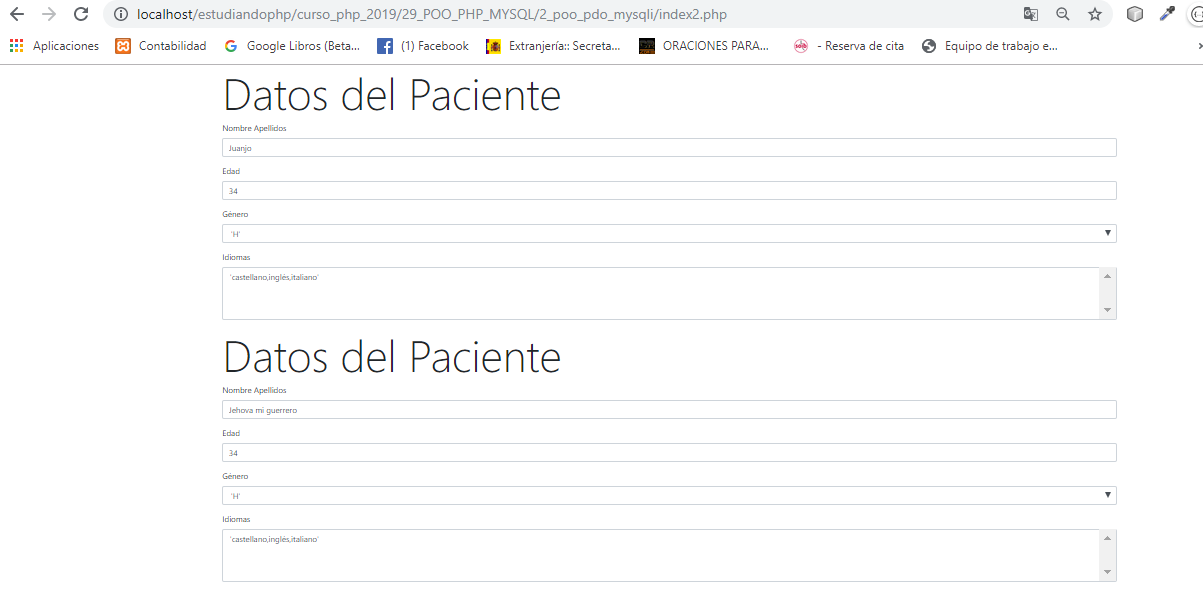 localhost/estudiandophp/curso_php_2019/29_POO_PHP_MYSQL/2_poo_pdo_mysqli/index2.php
Aplicaciones Contabilidad Google Libros (Beta... (1) Facebook Extranjería:: Secreta... ORACIONES PARA... - Reserva de cita Equipo de trabajo e...
Datos del Paciente
Nombre Apellidos
Juanjo
Edad
34
Género
'H'
Idiomas
'castellano,inglés,italiano'
Datos del Paciente
Nombre Apellidos
Jehova mi guerrero
Edad
34
Género
'H'
Idiomas
'castellano,inglés,italiano'